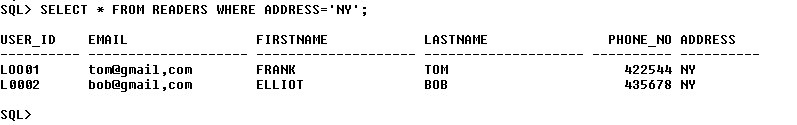 SQL> SELECT * FROM READERS WHERE ADDRESS='NY';
USER_ID EMAIL FIRSTNAME LASTNAME PHONE_NO ADDRESS
---------- -------------------- -------------------- -------------------- ---------- ----------
LOO01 tom@gmail,com FRANK TOM 422544 NY
L0002 bob@gmail,com ELLIOT BOB 435678 NY
SQL>